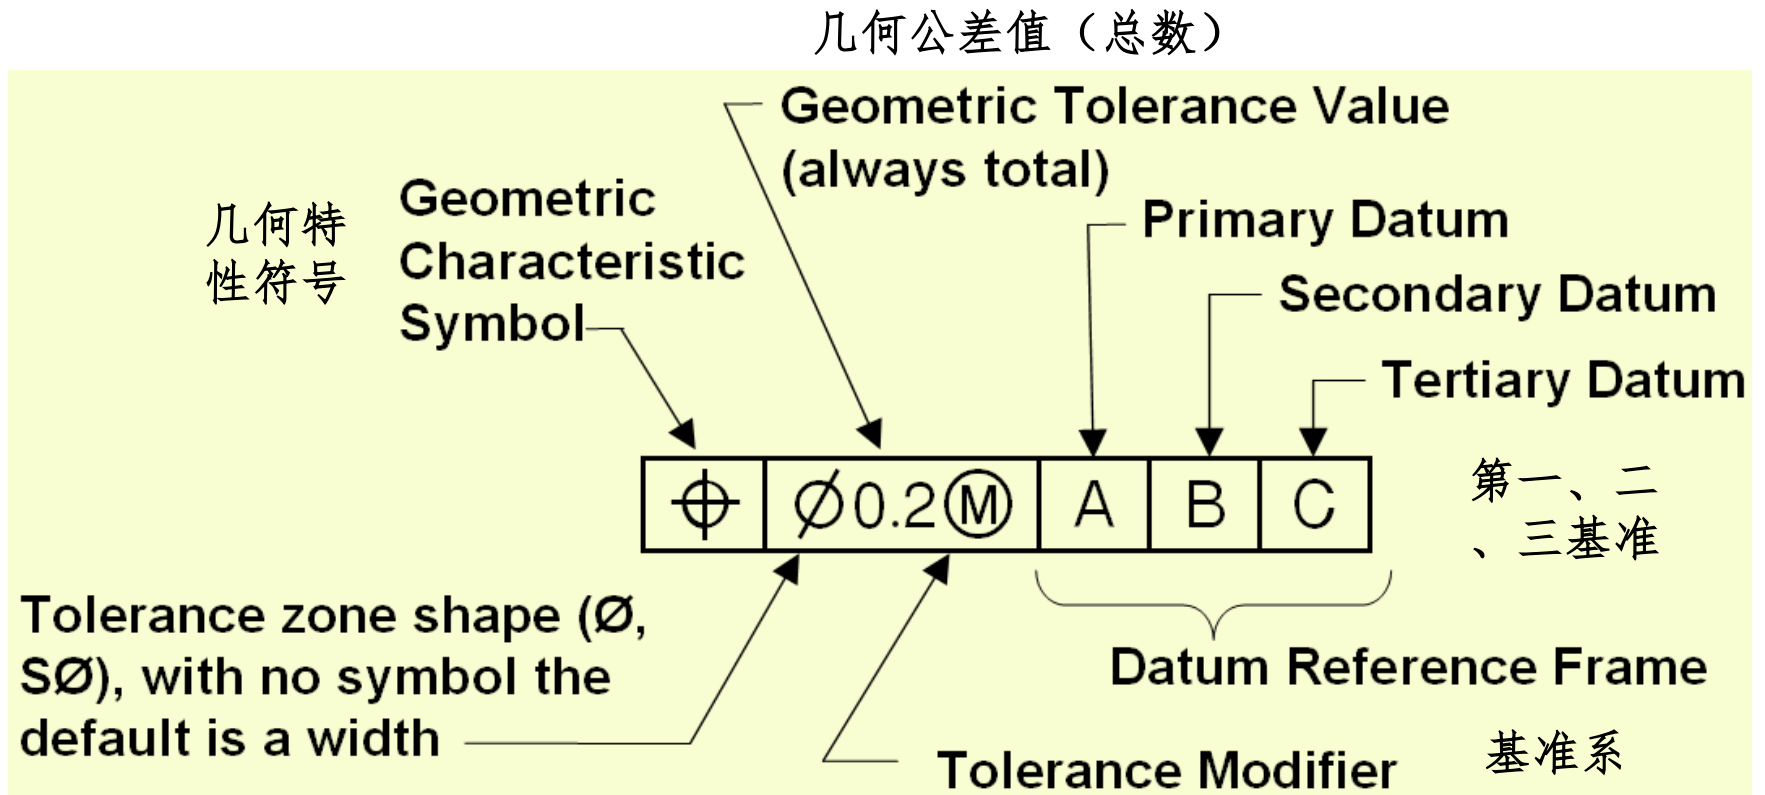 几何公差值（总数）
Geometric Tolerance Value
(always total)
几何特
性符号
Geometric
Characteristic
Symbol
Primary Datum
Secondary Datum
Tertiary Datum
⌖ Ø0.2Ⓜ A B C
第一、二
、三基准
Tolerance zone shape (Ø,
SØ), with no symbol the
default is a width
Datum Reference Frame
Tolerance Modifier
基准系